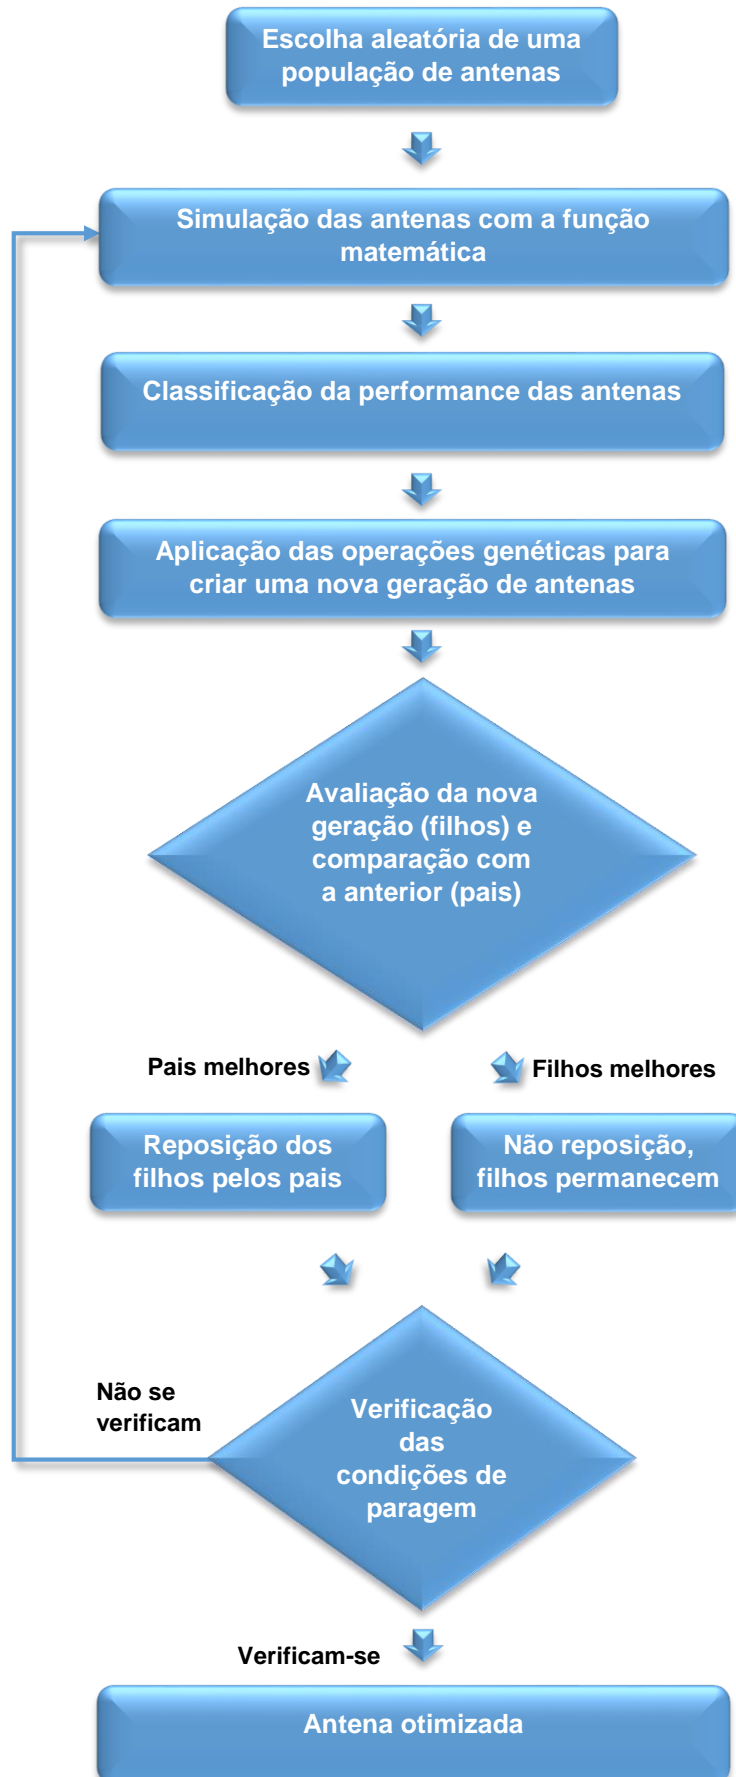 Escolha aleatória de uma
população de antenas
Simulação das antenas com a função
matemática
Classificação da performance das antenas
Aplicação das operações genéticas para
criar uma nova geração de antenas
Avaliação da nova
geração (filhos) e
comparação com
a anterior (pais)
Pais melhores
Filhos melhores
Reposição dos
filhos pelos pais
Não reposição,
filhos permanecem
Não se
verificam
Verificação
das
condições de
paragem
Verificam-se
Antena otimizada